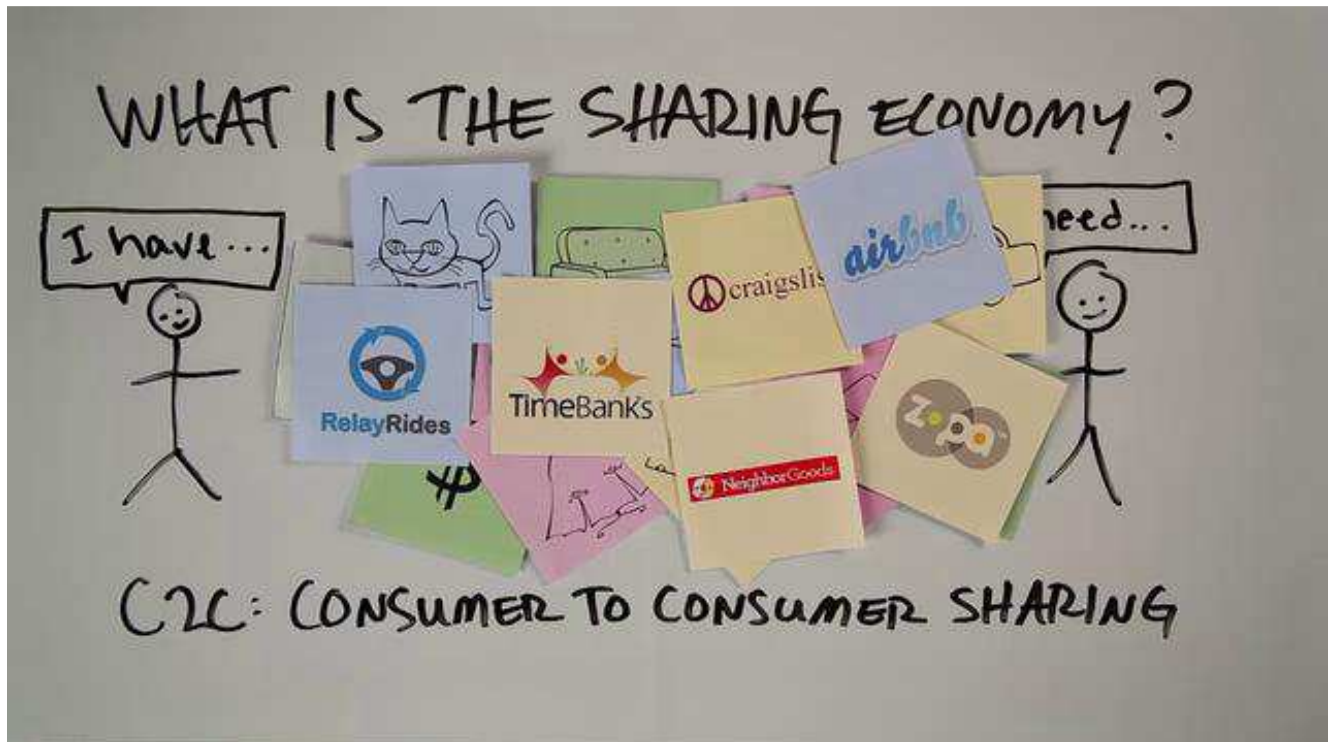 WHAT IS THE SHARING ECONOMY?
I have...
need...
craigslis
airbnb
RelayRides
TimeBanks
NeighborGoods
Zopa
$
C2C: CONSUMER TO CONSUMER SHARING